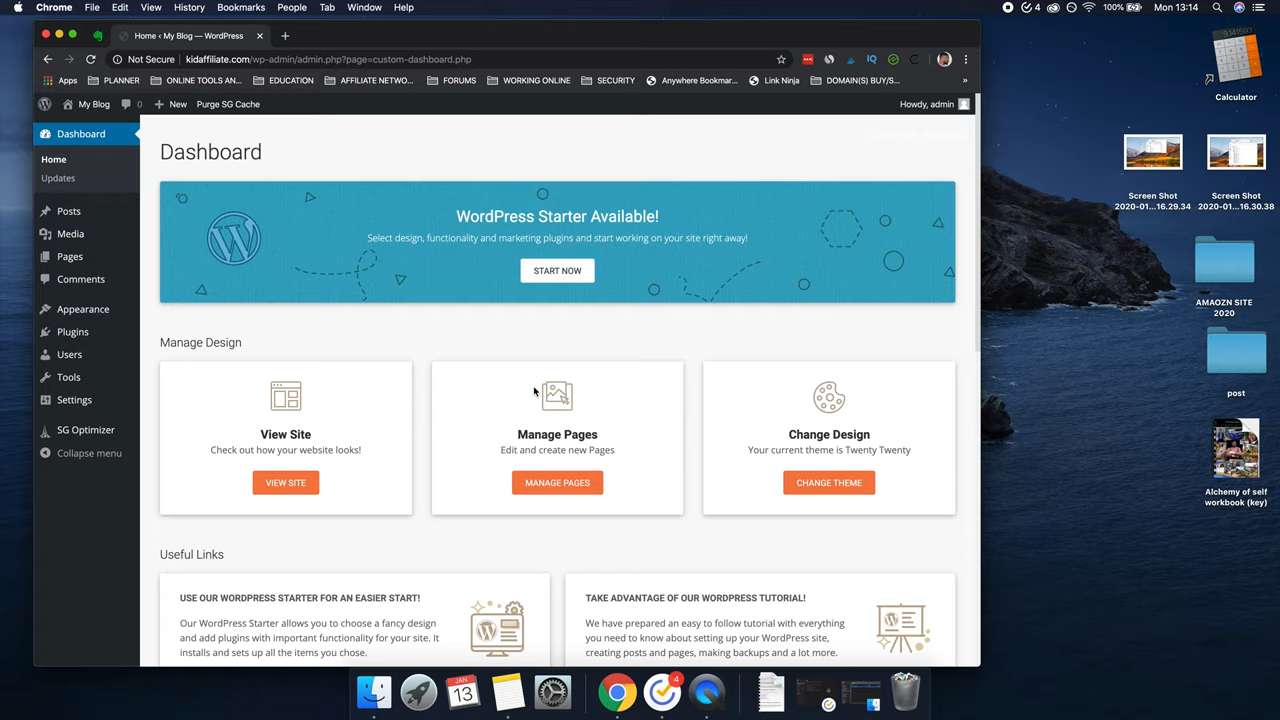 Chrome File Edit View History Bookmarks People Tab Window Help
4 100% Mon 13:14
Home ‹ My Blog — WordPress
Not Secure kidaffiliate.com/wp-admin/admin.php?page=custom-dashboard.php
Apps PLANNER ONLINE TOOLS AN... EDUCATION AFFILIATE NETW... FORUMS WORKING ONLINE SECURITY Anywhere Bookmar... Link Ninja DOMAIN(S) BUY/S... »
My Blog 0 New Purge SG Cache
Howdy, admin
Dashboard
Home
Updates
Posts
Media
Pages
Comments
Appearance
Plugins
Users
Tools
Settings
SG Optimizer
Collapse menu
Dashboard
WordPress Starter Available!
Select design, functionality and marketing plugins and start working on your site right away!
START NOW
Manage Design
View Site
Check out how your website looks!
VIEW SITE
Manage Pages
Edit and create new Pages
MANAGE PAGES
Change Design
Your current theme is Twenty Twenty
CHANGE THEME
Useful Links
USE OUR WORDPRESS STARTER FOR AN EASIER START!
Our WordPress Starter allows you to choose a fancy design
and add plugins with important functionality for your site. It
installs and sets up all the items you chose.
TAKE ADVANTAGE OF OUR WORDPRESS TUTORIAL!
We have prepared an easy to follow tutorial with everything
you need to know about setting up your WordPress site,
creating posts and pages, making backups and a lot more.
Calculator
Screen Shot
2020-01...16.29.34
Screen Shot
2020-01...16.30.38
AMAOZN SITE
2020
post
Alchemy of self
workbook (key)
JAN
13
4